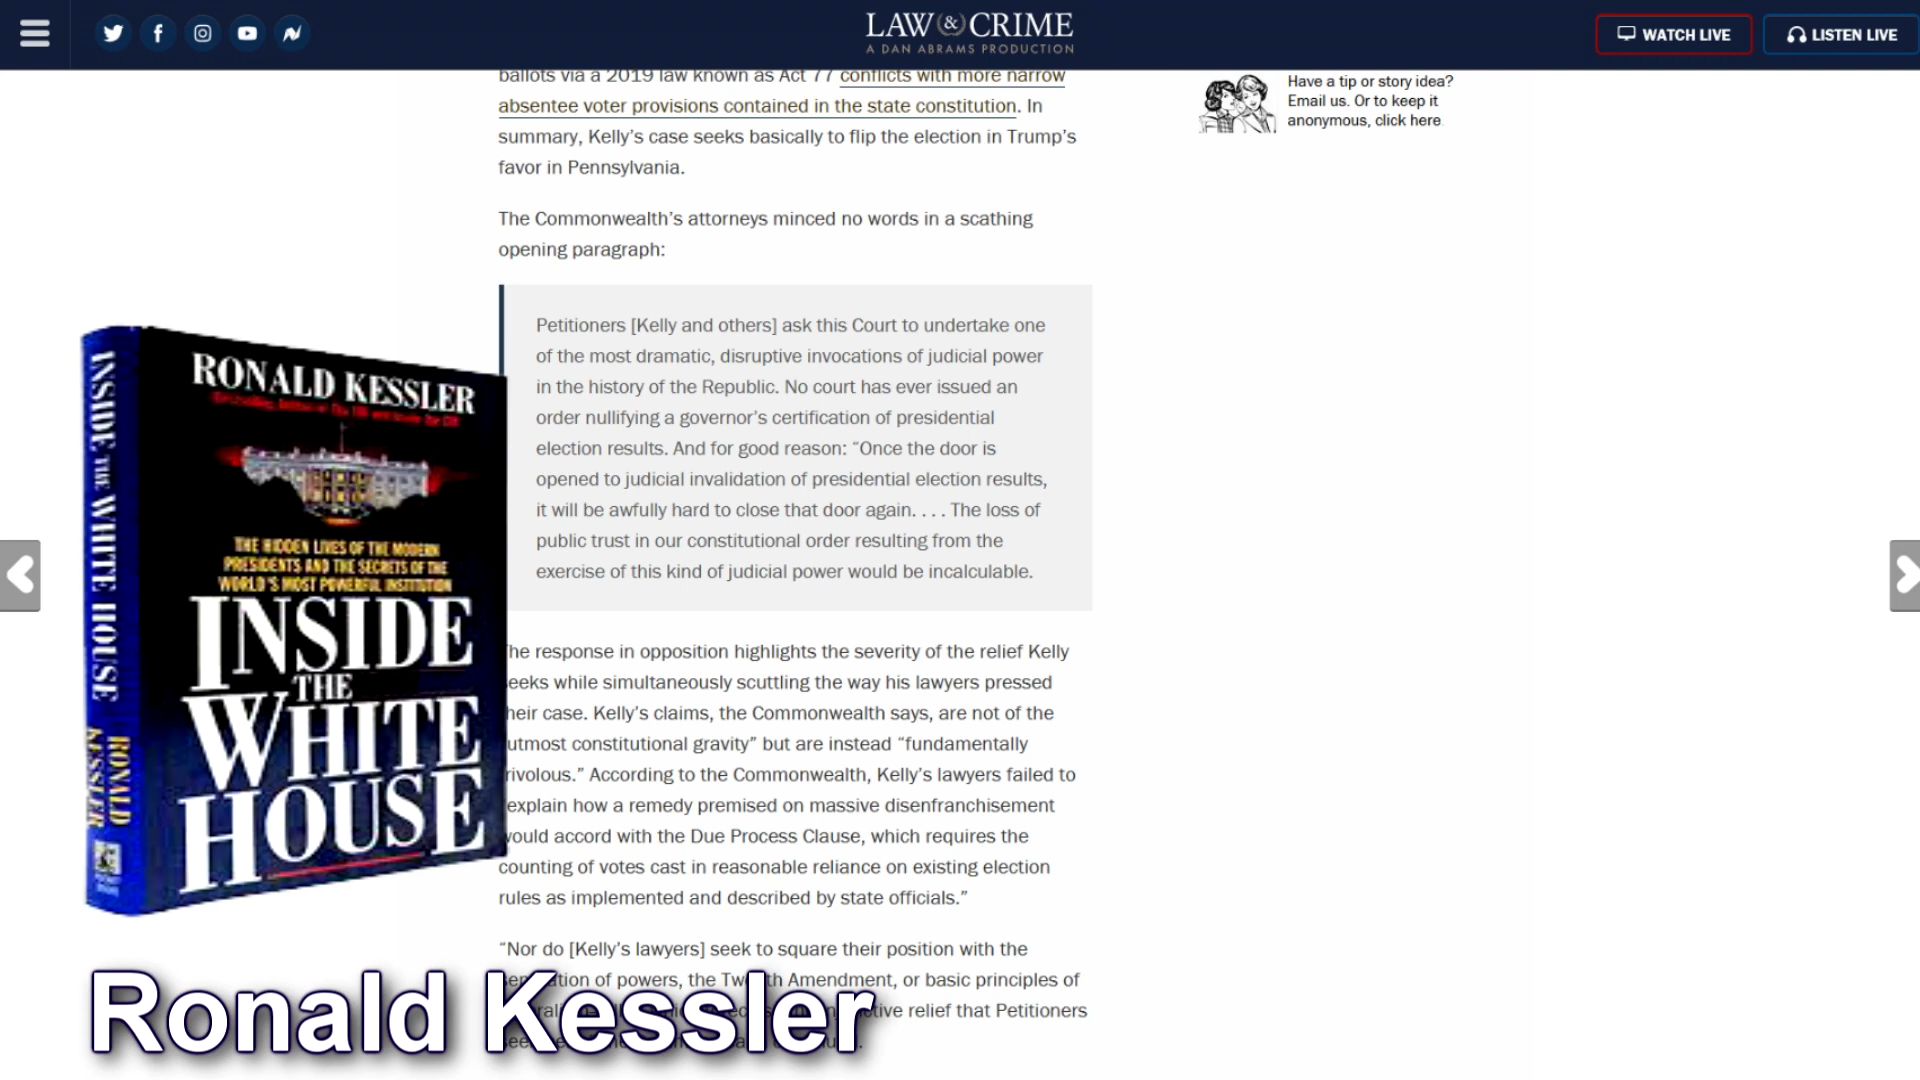 LAW & CRIME
A DAN ABRAMS PRODUCTION
WATCH LIVE
LISTEN LIVE
ballots via a 2019 law known as Act 77 conflicts with more narrow
absentee voter provisions contained in the state constitution. In
summary, Kelly’s case seeks basically to flip the election in Trump’s
favor in Pennsylvania.
The Commonwealth’s attorneys minced no words in a scathing
opening paragraph:
Petitioners [Kelly and others] ask this Court to undertake one
of the most dramatic, disruptive invocations of judicial power
in the history of the Republic. No court has ever issued an
order nullifying a governor’s certification of presidential
election results. And for good reason: “Once the door is
opened to judicial invalidation of presidential election results,
it will be awfully hard to close that door again. . . . The loss of
public trust in our constitutional order resulting from the
exercise of this kind of judicial power would be incalculable.
he response in opposition highlights the severity of the relief Kelly
eeks while simultaneously scuttling the way his lawyers pressed
heir case. Kelly’s claims, the Commonwealth says, are not of the
utmost constitutional gravity” but are instead “fundamentally
rivolous.” According to the Commonwealth, Kelly’s lawyers failed to
explain how a remedy premised on massive disenfranchisement
would accord with the Due Process Clause, which requires the
counting of votes cast in reasonable reliance on existing election
rules as implemented and described by state officials.”
“Nor do [Kelly’s lawyers] seek to square their position with the
of powers, the Amendment, or basic principles of
relief that Petitioners
Have a tip or story idea?
Email us. Or to keep it
anonymous, click here.
INSIDE THE WHITE HOUSE
RONALD KESSLER
RONALD KESSLER
THE HIDDEN LIVES OF THE MODERN
PRESIDENTS AND THE SECRETS OF THE
WORLD'S MOST POWERFUL INSTITUTION
INSIDE
THE
WHITE
HOUSE
Ronald Kessler